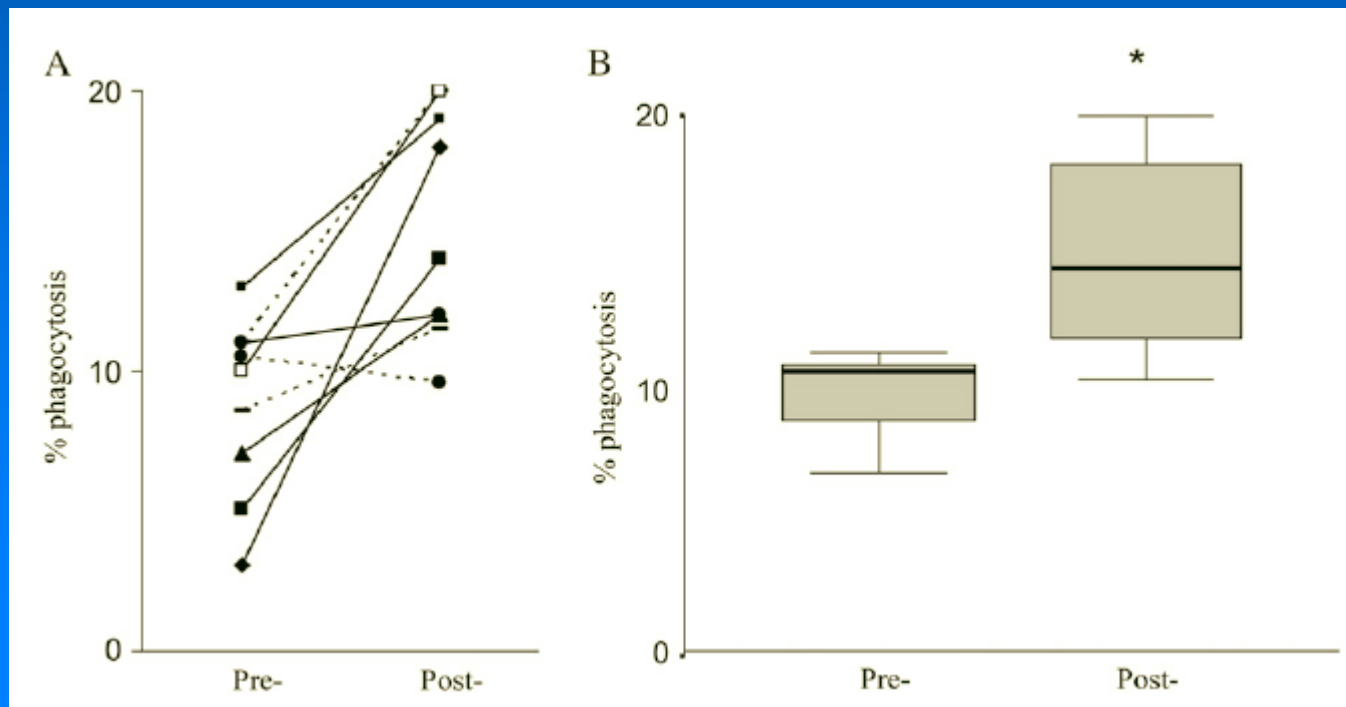 A
20
10
0
% phagocytosis
Pre-
Post-
B
*
20
10
0
% phagocytosis
Pre-
Post-